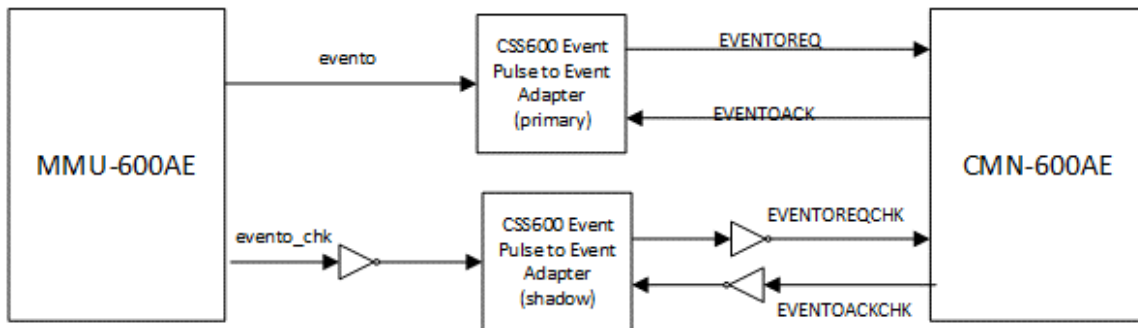 MMU-600AE
evento
CSS600 Event
Pulse to Event
Adapter
(primary)
EVENTOREQ
EVENTOACK
CMN-600AE
evento_chk
CSS600 Event
Pulse to Event
Adapter
(shadow)
EVENTOREQCHK
EVENTOACKCHK